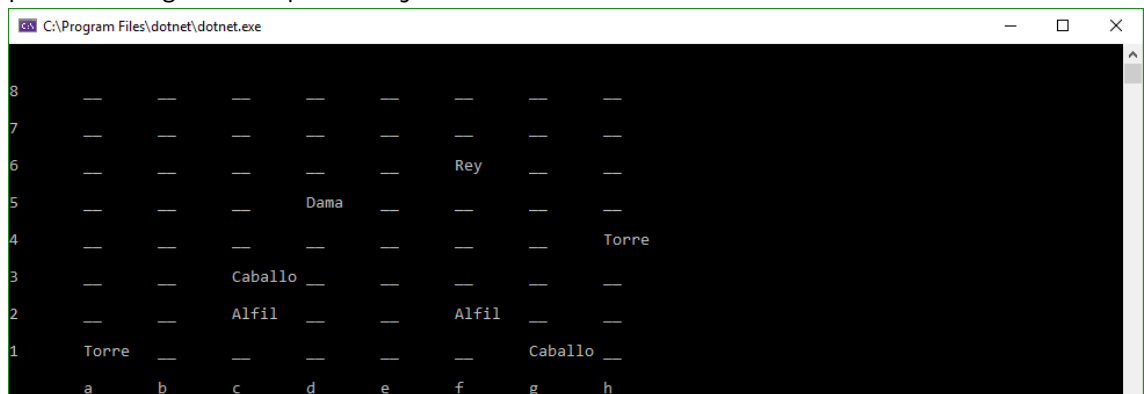 C:\Program Files\dotnet\dotnet.exe
8 __ __ __ __ __ __ __ __
7 __ __ __ __ __ __ __ __
6 __ __ __ __ __ Rey __ __
5 __ __ __ Dama __ __ __ __
4 __ __ __ __ __ __ __ Torre
3 __ __ Caballo __ __ __ __ __
2 __ __ Alfil __ __ Alfil __ __
1 Torre __ __ __ __ __ Caballo __
a b c d e f g h